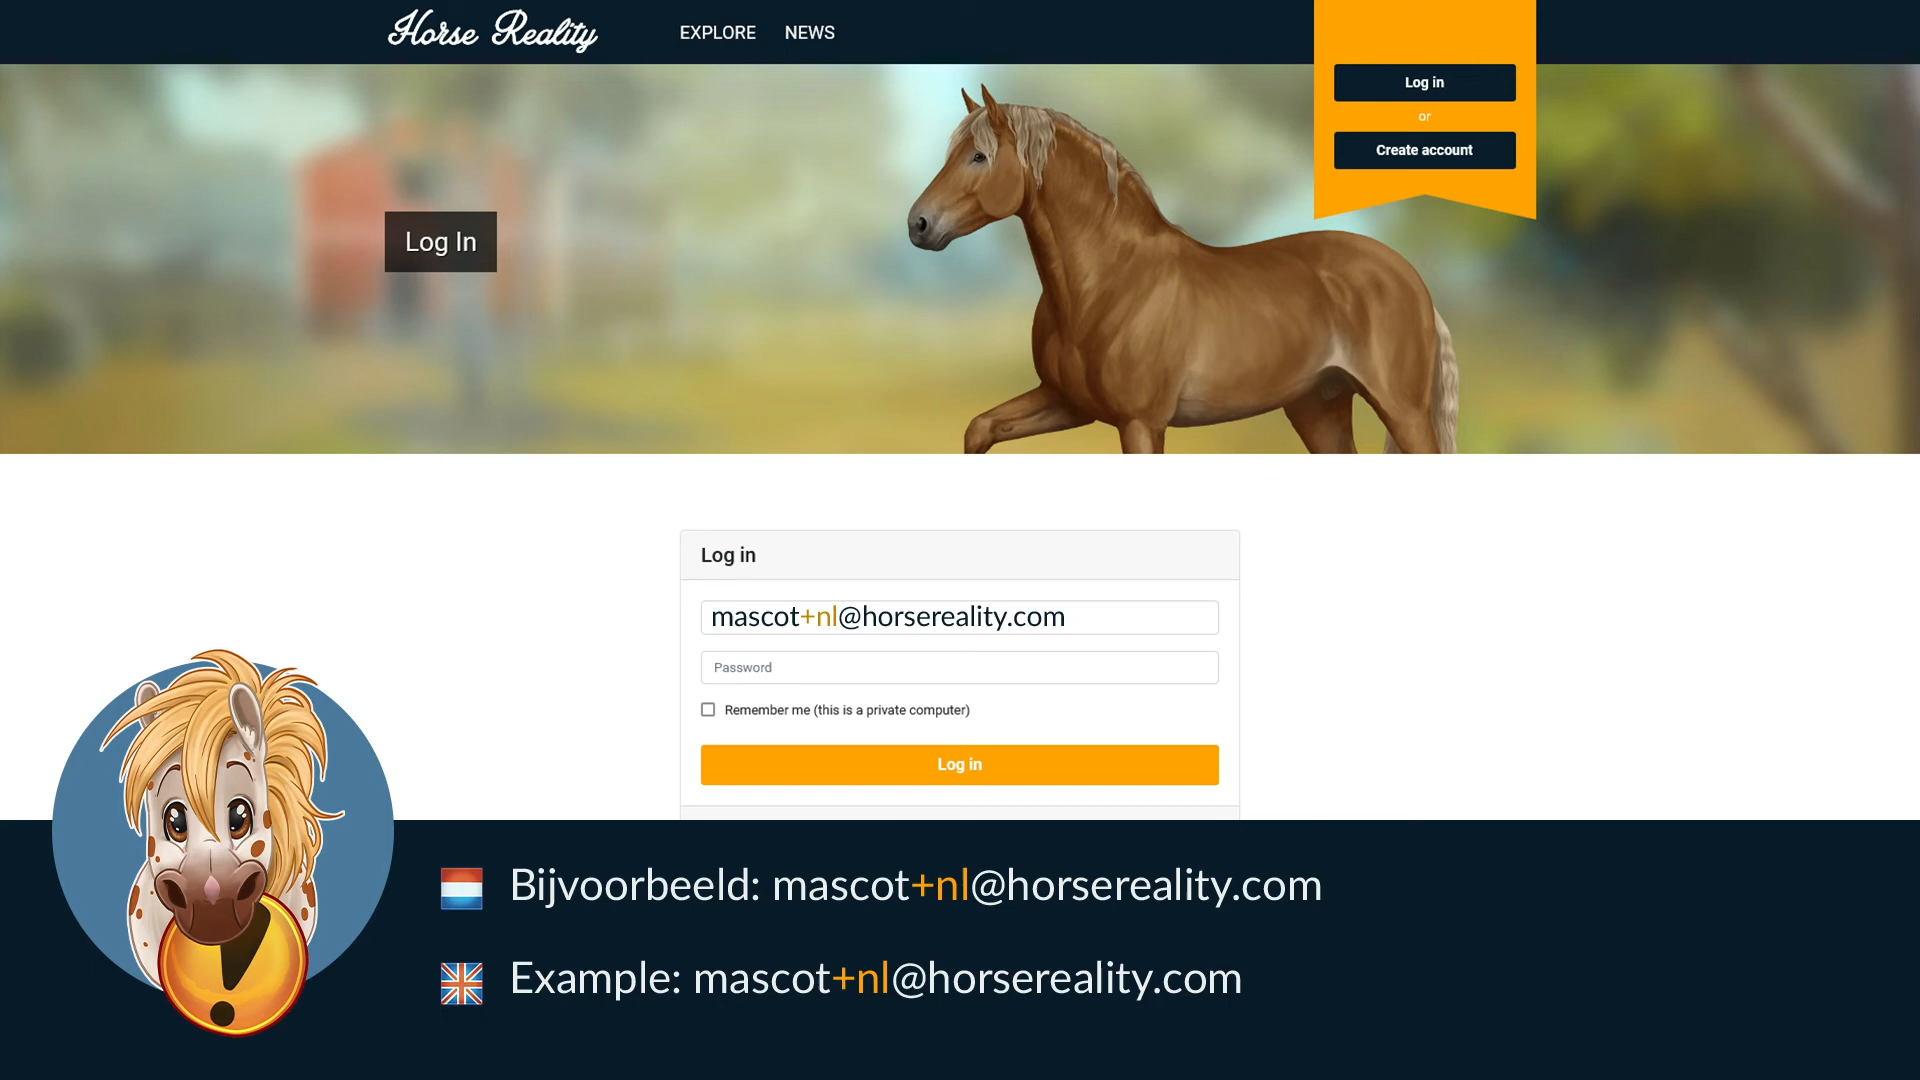 Horse Reality
EXPLORE NEWS
Log in
or
Create account
Log In
Log in
mascot+nl@horsereality.com
Password
Remember me (this is a private computer)
Log in
Bijvoorbeeld: mascot+nl@horsereality.com
Example: mascot+nl@horsereality.com